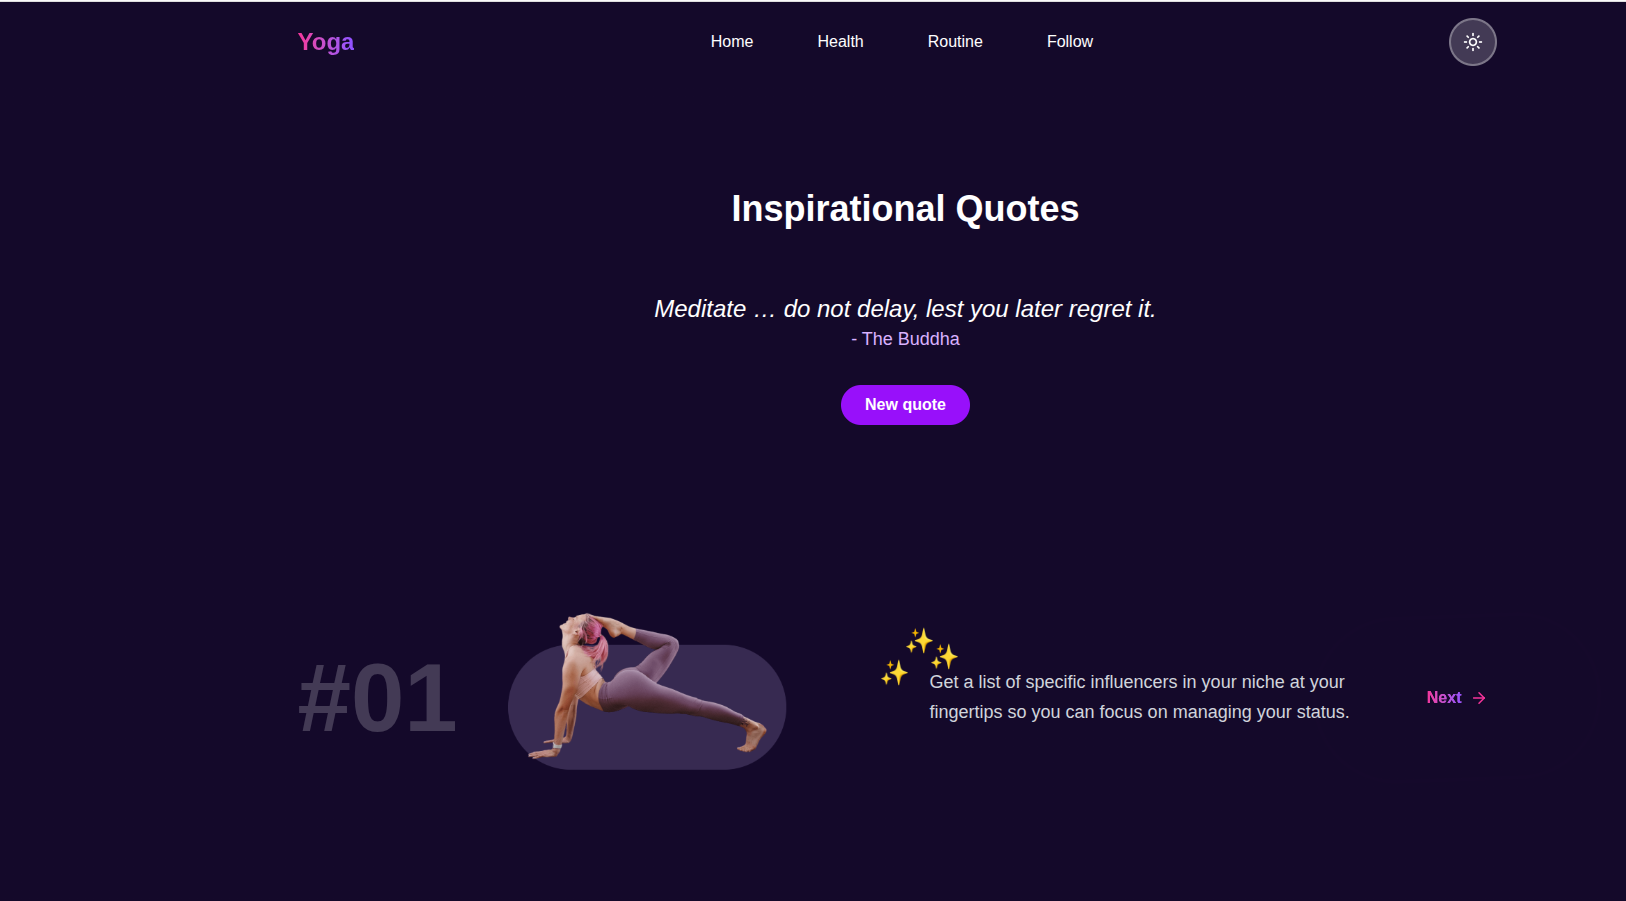 Yoga
Home
Health
Routine
Follow
Inspirational Quotes
Meditate … do not delay, lest you later regret it.
- The Buddha
New quote
#01
Get a list of specific influencers in your niche at your
fingertips so you can focus on managing your status.
Next